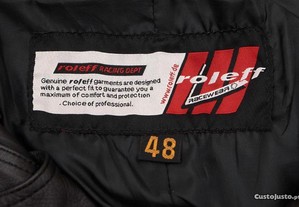 roleff RACING DEPT
Genuine roleff garments are designed
with a perfect fit to guarantee you a
maximum of comfort and protection
. Choice of professional.
www.roleff.de
roleff
RACEWEAR
48
CustoJusto.pt